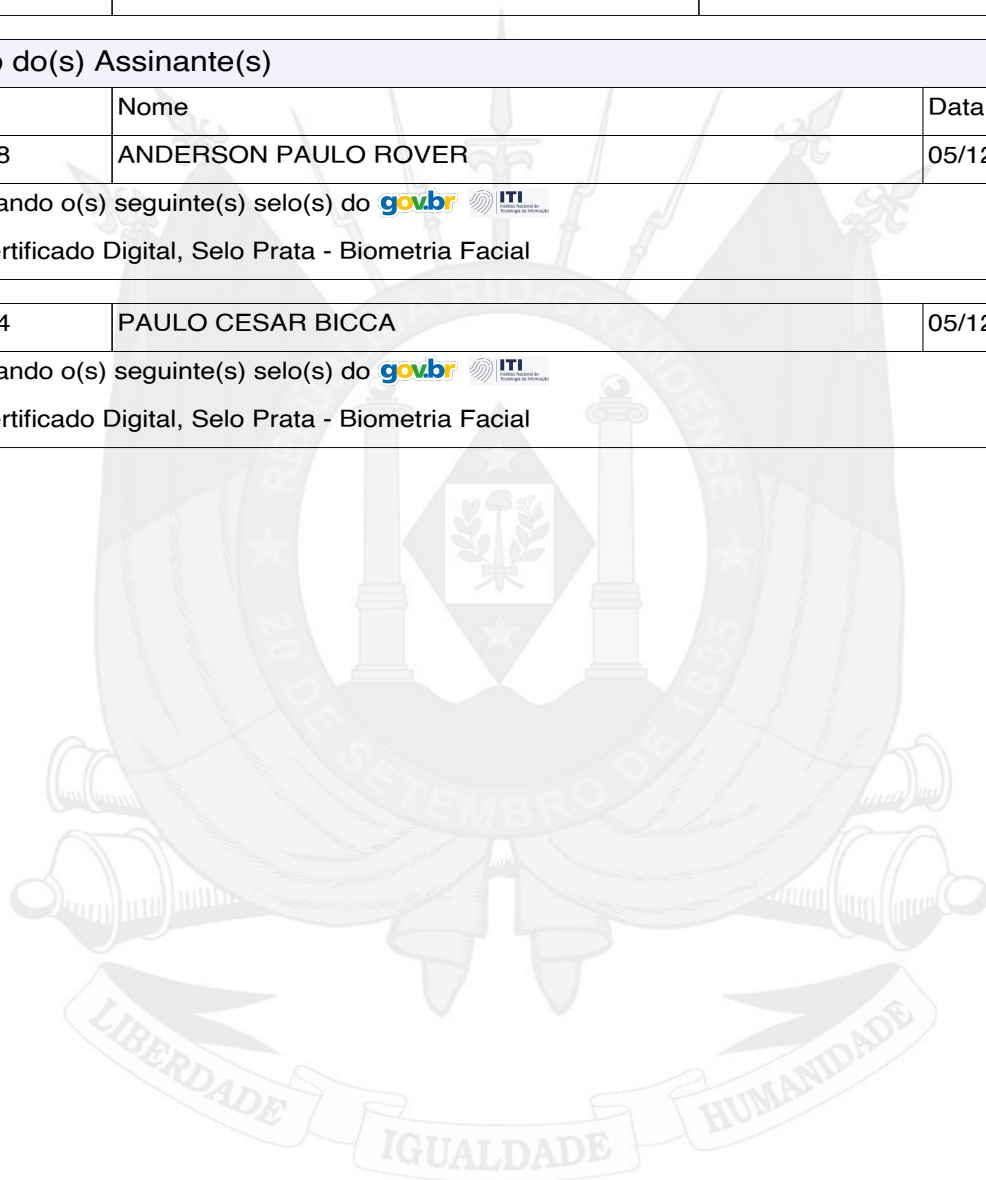 o do(s) Assinante(s)
Nome Data
8 ANDERSON PAULO ROVER 05/12
ando o(s) seguinte(s) selo(s) do gov.br ITI
rtificado Digital, Selo Prata - Biometria Facial
4 PAULO CESAR BICCA 05/12
ando o(s) seguinte(s) selo(s) do gov.br ITI
rtificado Digital, Selo Prata - Biometria Facial
REPÚBLICA RIO-GRANDENSE
20 DE SETEMBRO DE 1835
LIBERDADE IGUALDADE HUMANIDADE